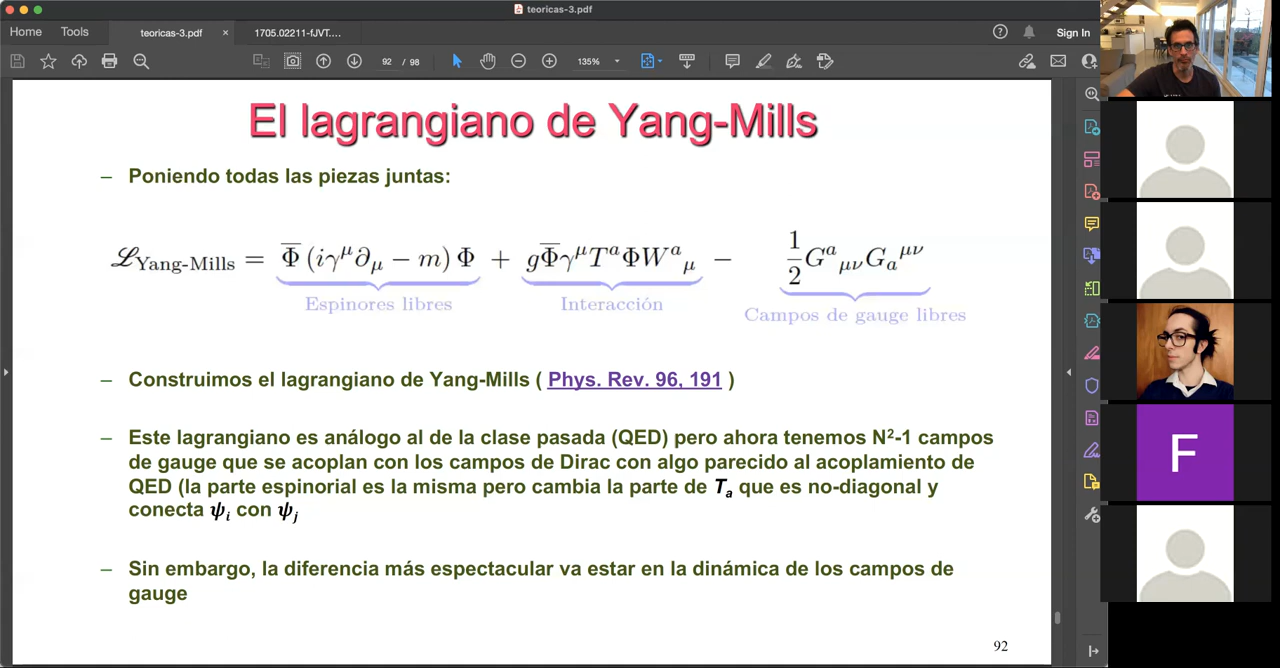 teoricas-3.pdf
Home Tools teoricas-3.pdf × 1705.02211-fJVT.... Sign In
92 / 98 135%
El lagrangiano de Yang-Mills
– Poniendo todas las piezas juntas:
ℒ_Yang-Mills = Φ̅ (iγ^μ ∂_μ − m) Φ + gΦ̅γ^μ T^a Φ W^a_μ − 1/2 G^a_μν G_a^μν
Espinores libres Interacción Campos de gauge libres
– Construimos el lagrangiano de Yang-Mills ( Phys. Rev. 96, 191 )
– Este lagrangiano es análogo al de la clase pasada (QED) pero ahora tenemos N²-1 campos
de gauge que se acoplan con los campos de Dirac con algo parecido al acoplamiento de
QED (la parte espinorial es la misma pero cambia la parte de T_a que es no-diagonal y
conecta ψ_i con ψ_j
– Sin embargo, la diferencia más espectacular va estar en la dinámica de los campos de
gauge
92
F